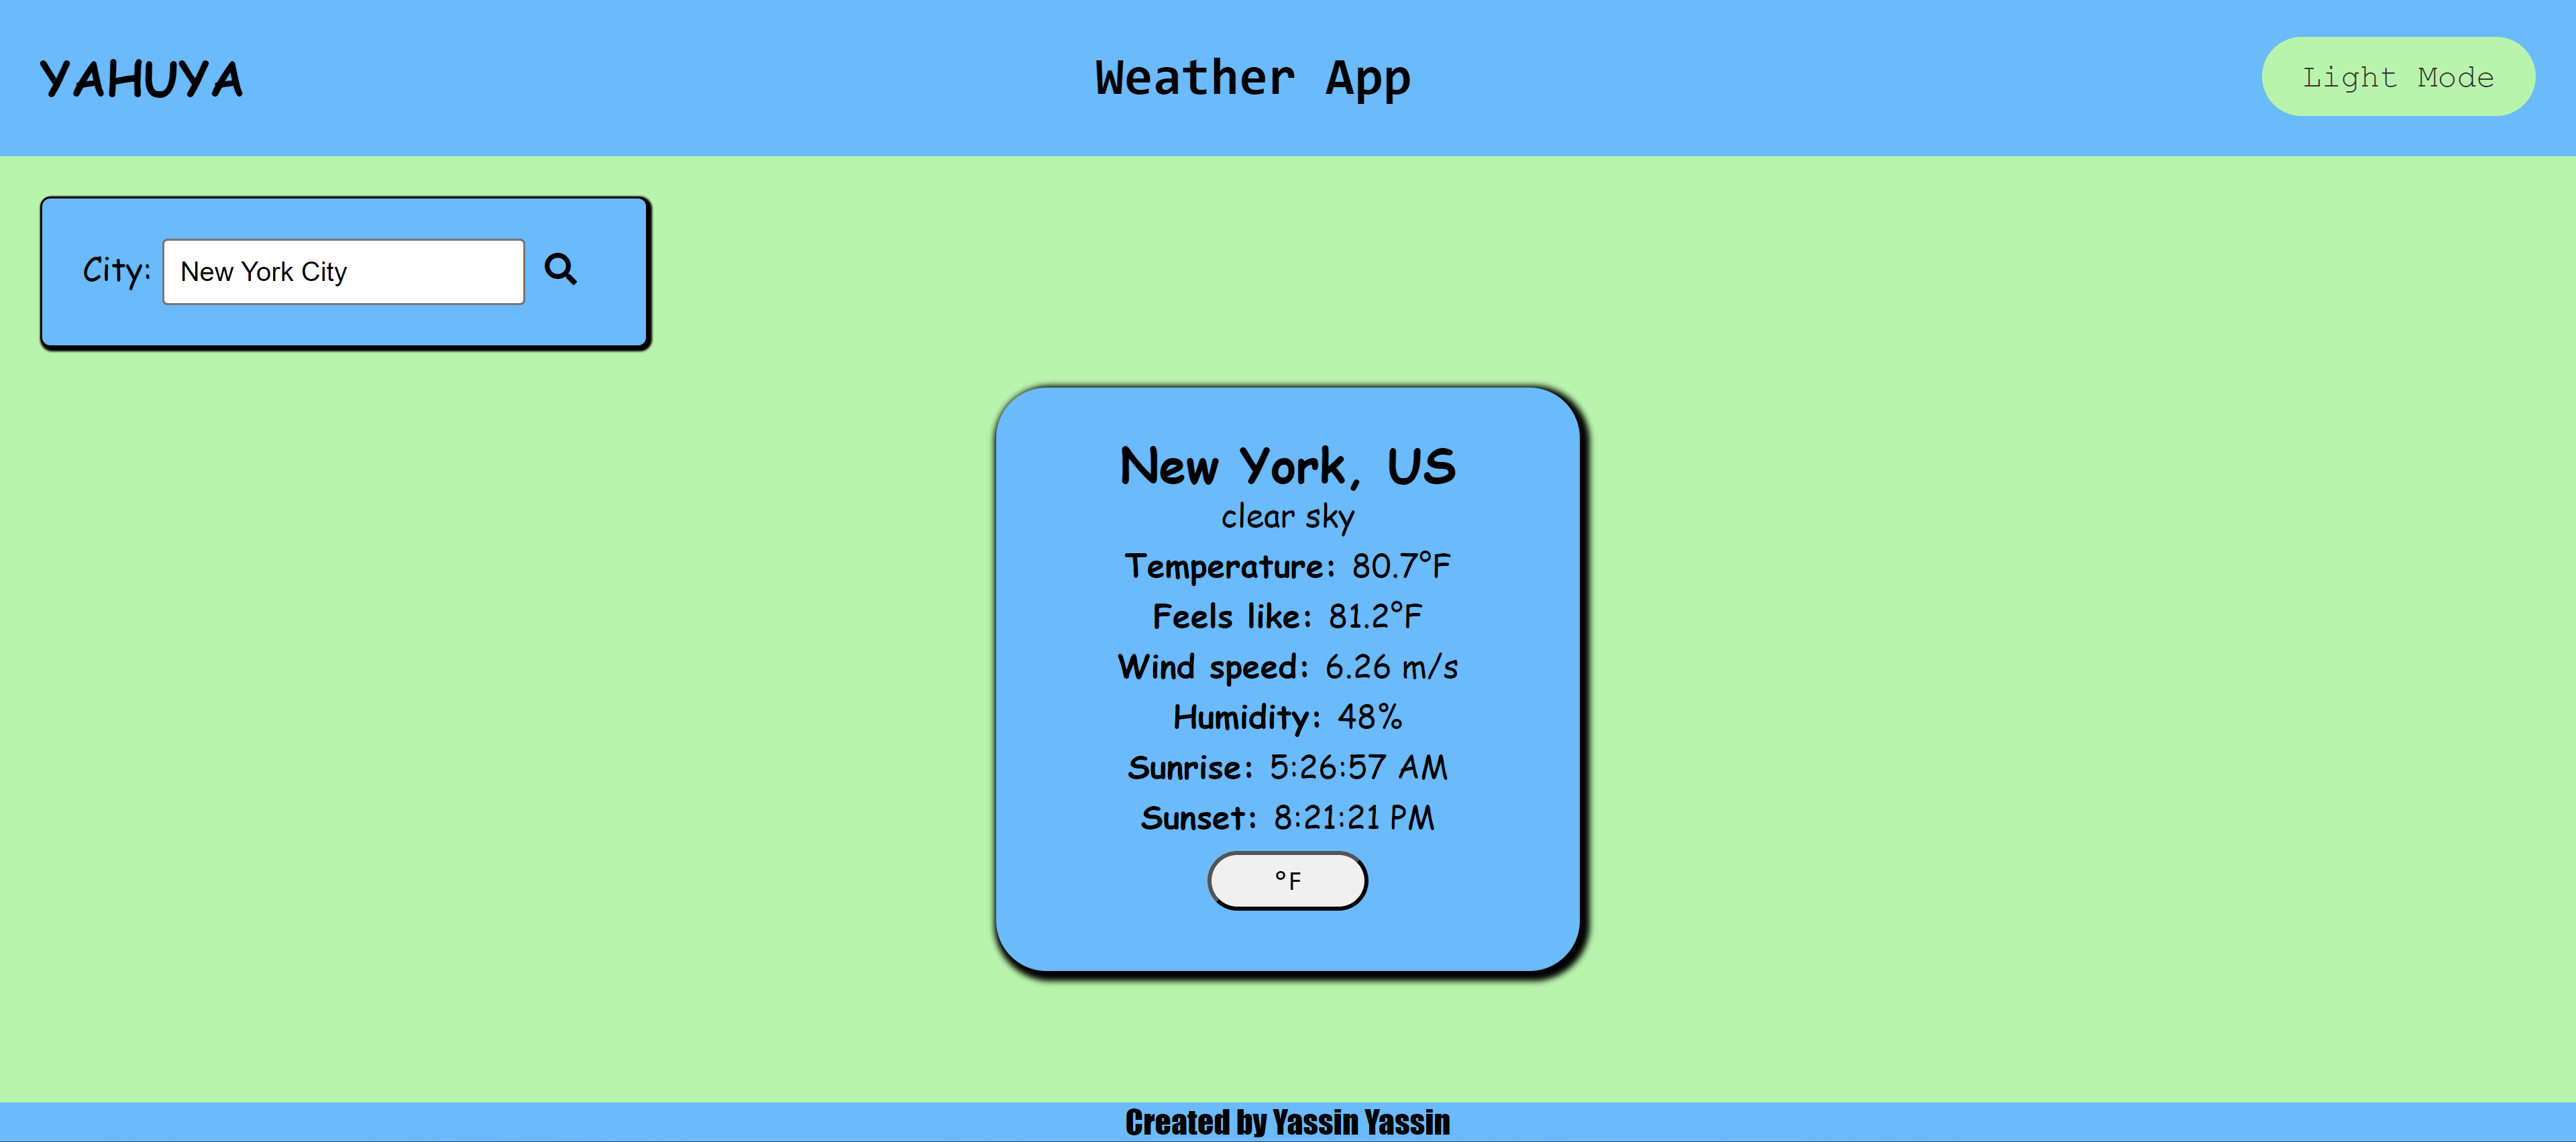 YAHUYA
Weather App
Light Mode
City: New York City
New York, US
clear sky
Temperature: 80.7°F
Feels like: 81.2°F
Wind speed: 6.26 m/s
Humidity: 48%
Sunrise: 5:26:57 AM
Sunset: 8:21:21 PM
°F
Created by Yassin Yassin